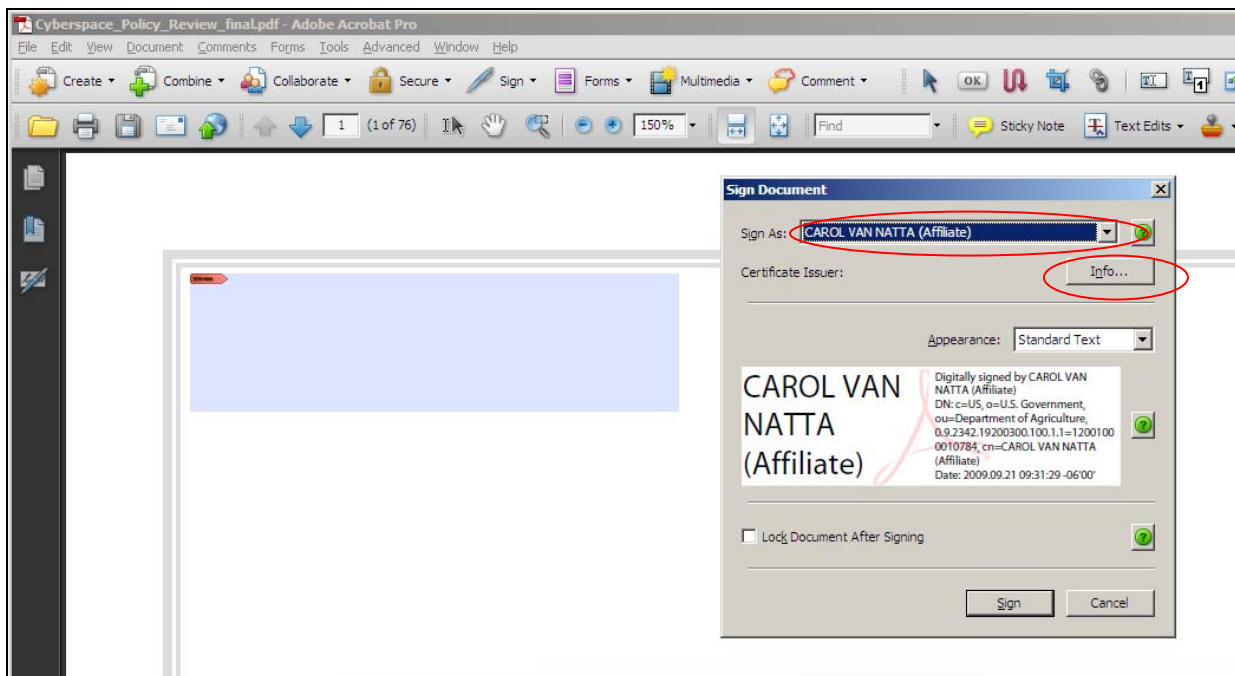 Cyberspace_Policy_Review_final.pdf - Adobe Acrobat Pro
File Edit View Document Comments Forms Tools Advanced Window Help
Create Combine Collaborate Secure Sign Forms Multimedia Comment OK
1 (1 of 76) 150% Find Sticky Note Text Edits
Sign Document
Sign As: CAROL VAN NATTA (Affiliate)
Certificate Issuer: Info...
Appearance: Standard Text
CAROL VAN
NATTA
(Affiliate)
Digitally signed by CAROL VAN
NATTA (Affiliate)
DN: c=US, o=U.S. Government,
ou=Department of Agriculture,
0.9.2342.19200300.100.1.1=1200100
0010784, cn=CAROL VAN NATTA
(Affiliate)
Date: 2009.09.21 09:31:29 -06'00'
Lock Document After Signing
Sign Cancel